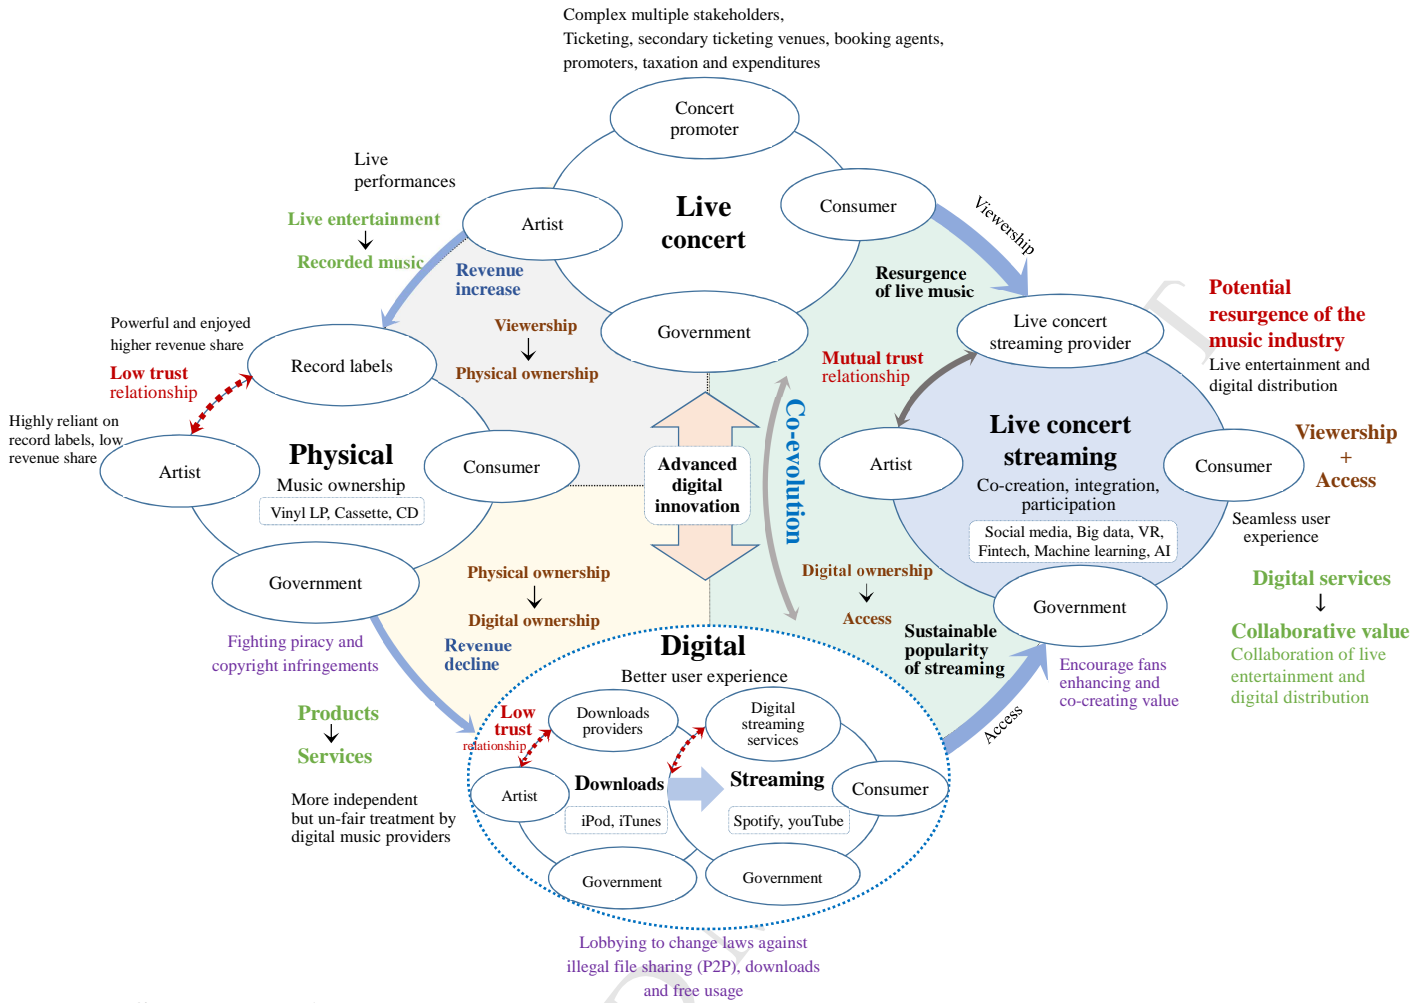 Complex multiple stakeholders,
Ticketing, secondary ticketing venues, booking agents,
promoters, taxation and expenditures
Concert
promoter
Live
performances
Artist
Live
concert
Consumer
Viewership
Live entertainment
Recorded music
Revenue
increase
Resurgence
of live music
Government
Viewership
Physical ownership
Powerful and enjoyed
higher revenue share
Record labels
Low trust
relationship
Highly reliant on
record labels, low
revenue share
Artist
Physical
Music ownership
Vinyl LP, Cassette, CD
Consumer
Government
Advanced
digital
innovation
Co-evolution
Mutual trust
relationship
Live concert
streaming provider
Potential
resurgence of the
music industry
Live entertainment and
digital distribution
Artist
Live concert
streaming
Co-creation, integration,
participation
Social media, Big data, VR,
Fintech, Machine learning, AI
Consumer
Viewership
+
Access
Seamless user
experience
Government
Digital services
Collaborative value
Collaboration of live
entertainment and
digital distribution
Encourage fans
enhancing and
co-creating value
Access
Physical ownership
Digital ownership
Revenue
decline
Digital ownership
Access
Sustainable
popularity
of streaming
Fighting piracy and
copyright infringements
Products
Services
More independent
but un-fair treatment by
digital music providers
Digital
Better user experience
Low
trust
relationship
Downloads
providers
Digital
streaming
services
Artist
Downloads
iPod, iTunes
Streaming
Spotify, youTube
Consumer
Government
Government
Lobbying to change laws against
illegal file sharing (P2P), downloads
and free usage